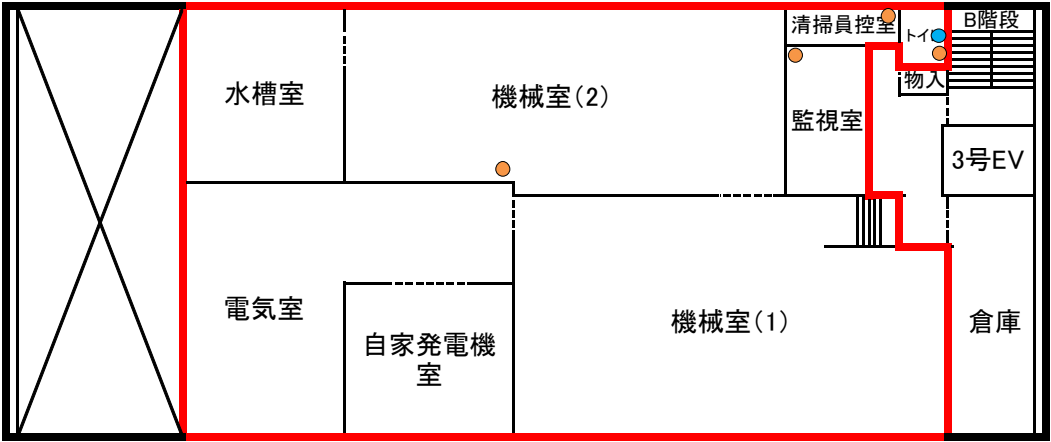 清掃員控室
B階段
トイレ
水槽室
機械室(2)
物入
監視室
3号EV
電気室
機械室(1)
倉庫
自家発電機
室